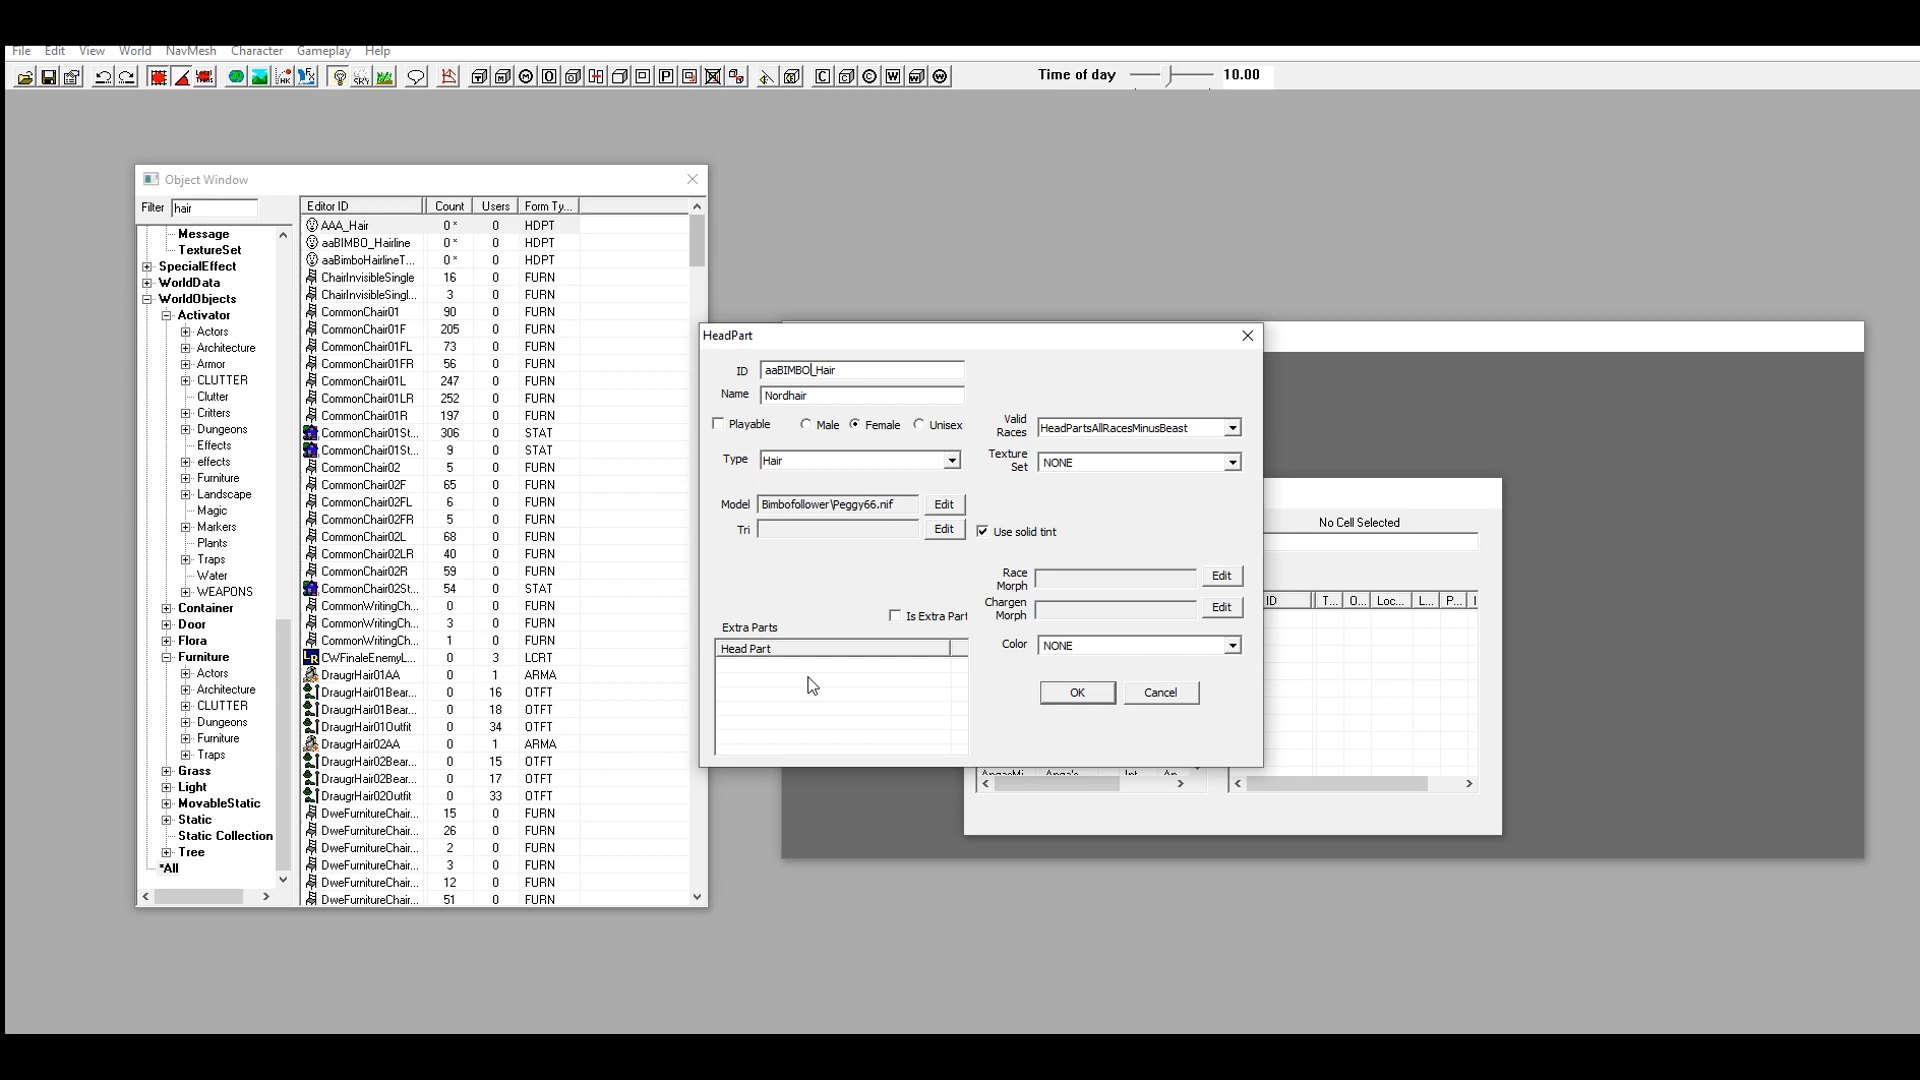 File Edit View World NavMesh Character Gameplay Help
Time of day 10.00
Object Window
Filter hair
Message
TextureSet
SpecialEffect
WorldData
WorldObjects
Activator
Actors
Architecture
Armor
CLUTTER
Clutter
Critters
Dungeons
Effects
effects
Furniture
Landscape
Magic
Markers
Plants
Traps
Water
WEAPONS
Container
Door
Flora
Furniture
Actors
Architecture
CLUTTER
Dungeons
Furniture
Traps
Grass
Light
MovableStatic
Static
Static Collection
Tree
*All
Editor ID Count Users Form Ty...
AAA_Hair 0 * 0 HDPT
aaBIMBO_Hairline 0 * 0 HDPT
aaBimboHairlineT... 0 * 0 HDPT
ChairInvisibleSingle 16 0 FURN
ChairInvisibleSingl... 3 0 FURN
CommonChair01 90 0 FURN
CommonChair01F 205 0 FURN
CommonChair01FL 73 0 FURN
CommonChair01FR 56 0 FURN
CommonChair01L 247 0 FURN
CommonChair01LR 252 0 FURN
CommonChair01R 197 0 FURN
CommonChair01St... 306 0 STAT
CommonChair01St... 9 0 STAT
CommonChair02 5 0 FURN
CommonChair02F 65 0 FURN
CommonChair02FL 6 0 FURN
CommonChair02FR 5 0 FURN
CommonChair02L 68 0 FURN
CommonChair02LR 40 0 FURN
CommonChair02R 59 0 FURN
CommonChair02St... 54 0 STAT
CommonWritingCh... 0 0 FURN
CommonWritingCh... 3 0 FURN
CommonWritingCh... 1 0 FURN
CWFinaleEnemyL... 0 3 LCRT
DraugrHair01AA 0 1 ARMA
DraugrHair01Bear... 0 16 OTFT
DraugrHair01Bear... 0 18 OTFT
DraugrHair01Outfit 0 34 OTFT
DraugrHair02AA 0 1 ARMA
DraugrHair02Bear... 0 15 OTFT
DraugrHair02Bear... 0 17 OTFT
DraugrHair02Outfit 0 33 OTFT
DweFurnitureChair... 15 0 FURN
DweFurnitureChair... 26 0 FURN
DweFurnitureChair... 2 0 FURN
DweFurnitureChair... 3 0 FURN
DweFurnitureChair... 12 0 FURN
DweFurnitureChair... 51 0 FURN
HeadPart
ID aaBIMBO_Hair
Name Nordhair
Playable Male Female Unisex
Valid Races HeadPartsAllRacesMinusBeast
Type Hair
Texture Set NONE
Model Bimbofollower\Peggy66.nif Edit
Tri Edit
Use solid tint
Race Morph Edit
Chargen Morph Edit
Is Extra Part
Extra Parts
Head Part
Color NONE
OK Cancel
No Cell Selected
ID T... O... Loc... L... P...